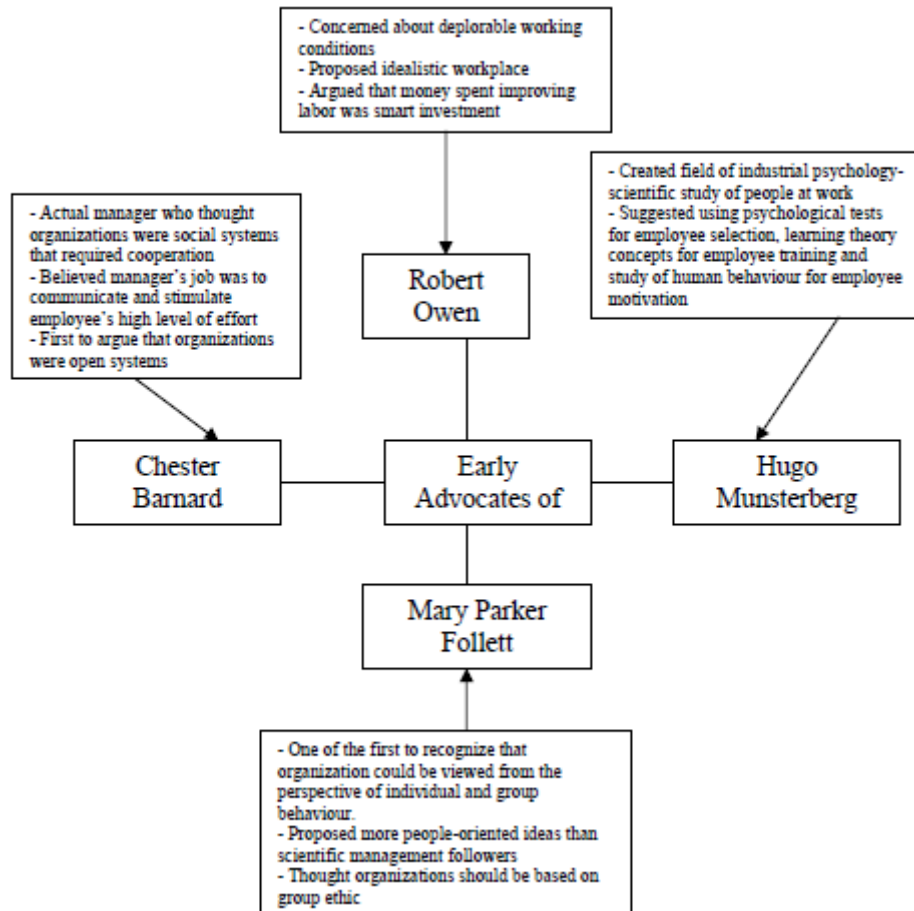 - Concerned about deplorable working
conditions
- Proposed idealistic workplace
- Argued that money spent improving
labor was smart investment
- Created field of industrial psychology-
scientific study of people at work
- Suggested using psychological tests
for employee selection, learning theory
concepts for employee training and
study of human behaviour for employee
motivation
- Actual manager who thought
organizations were social systems
that required cooperation
- Believed manager's job was to
communicate and stimulate
employee's high level of effort
- First to argue that organizations
were open systems
Robert
Owen
Chester
Barnard
Early
Advocates of
Hugo
Munsterberg
Mary Parker
Follett
- One of the first to recognize that
organization could be viewed from the
perspective of individual and group
behaviour.
- Proposed more people-oriented ideas than
scientific management followers
- Thought organizations should be based on
group ethic